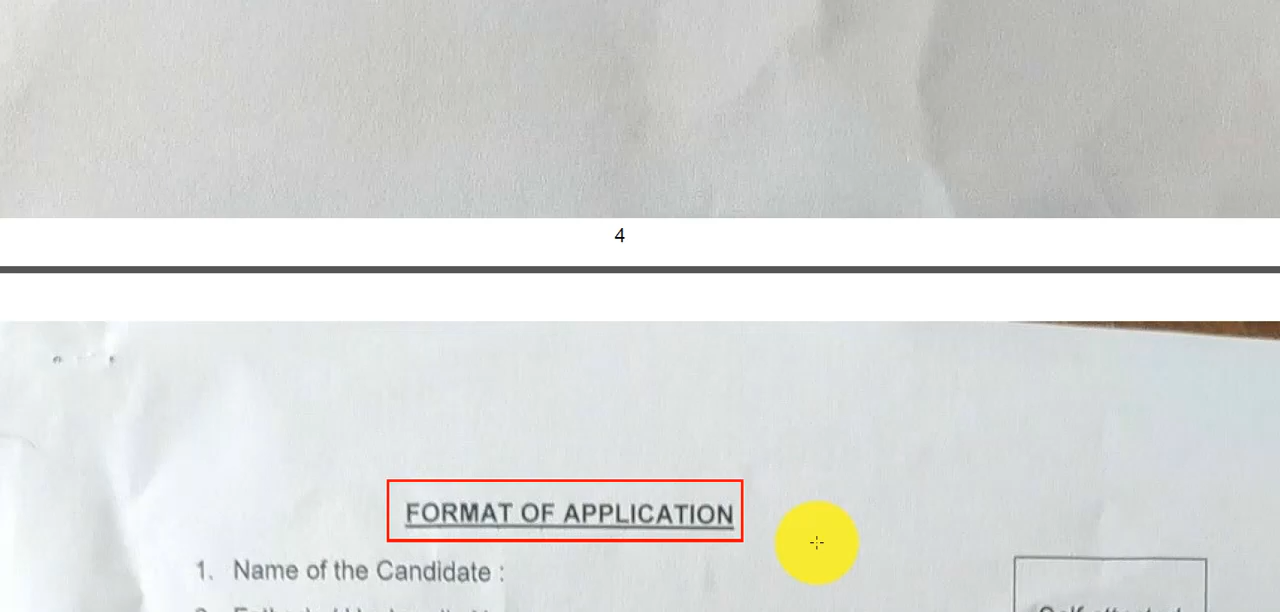 4
FORMAT OF APPLICATION
1. Name of the Candidate :